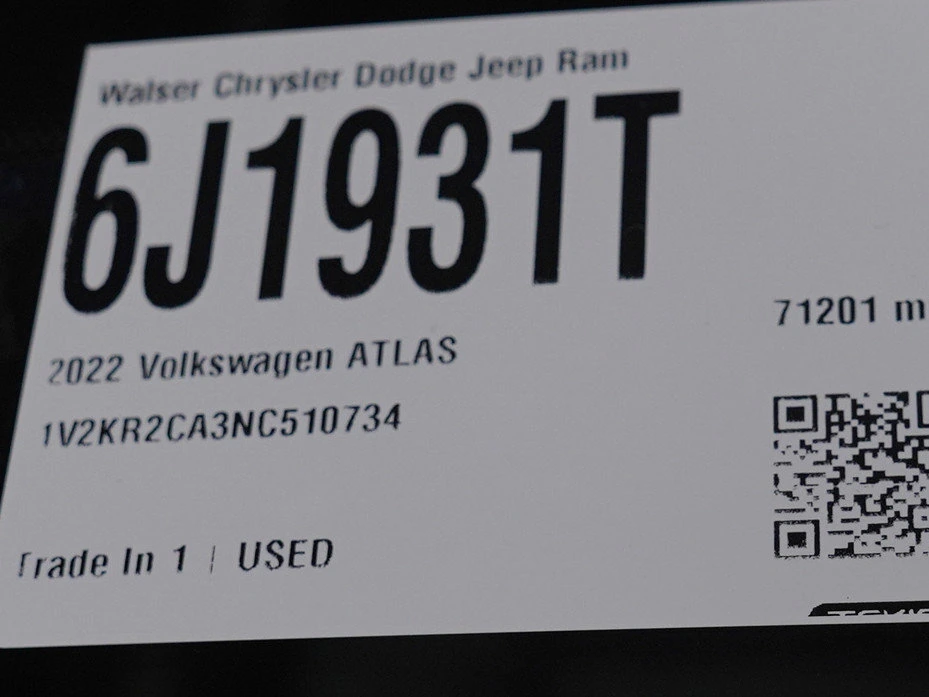 Walser Chrysler Dodge Jeep Ram
6J1931T
71201 m
2022 Volkswagen ATLAS
1V2KR2CA3NC510734
Trade In 1 | USED